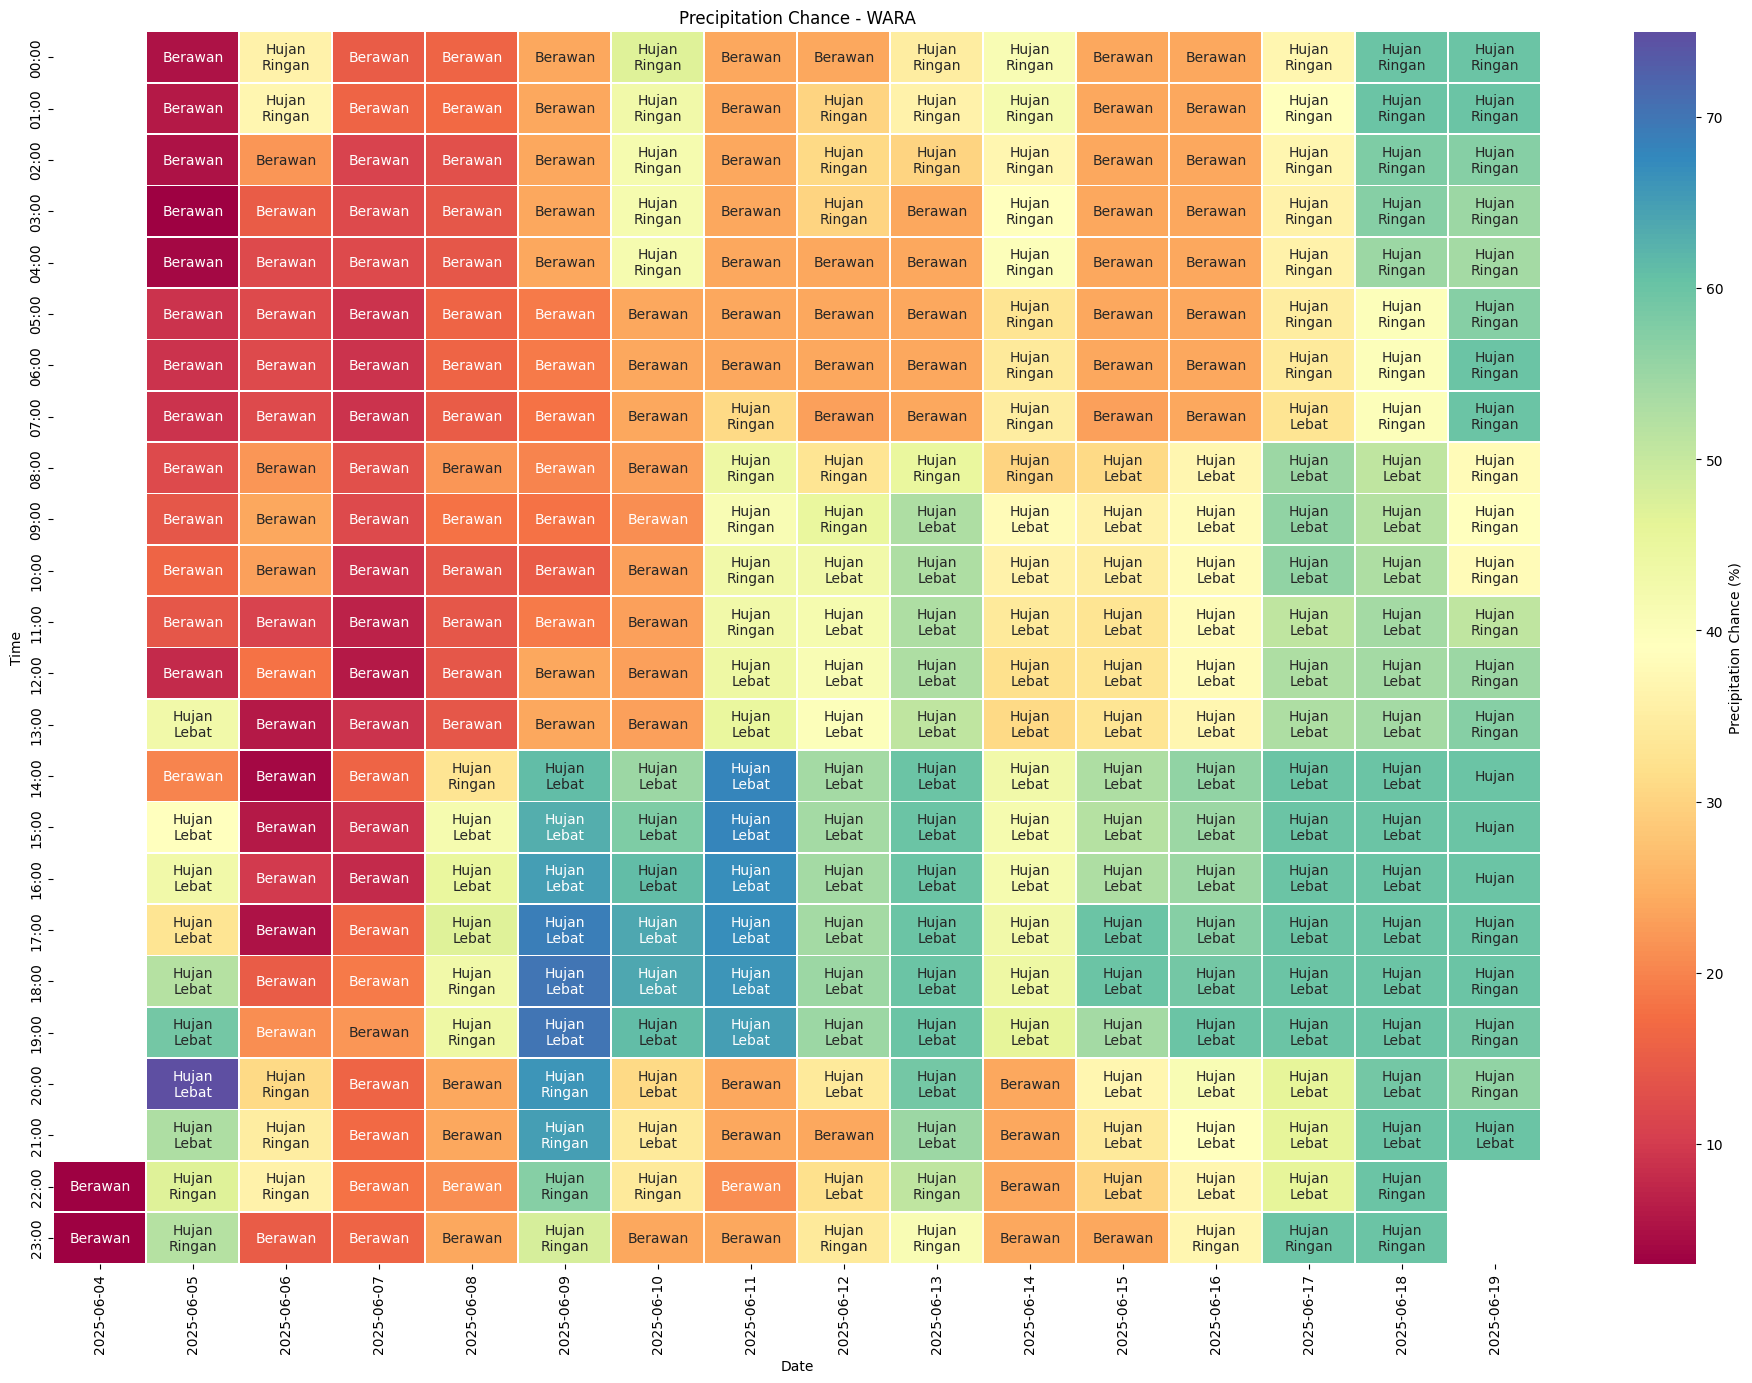 Precipitation Chance - WARA
00:00 Berawan Hujan Ringan Berawan Berawan Berawan Hujan Ringan Berawan Berawan Hujan Ringan Hujan Ringan Berawan Berawan Hujan Ringan Hujan Ringan Hujan Ringan
01:00 Berawan Hujan Ringan Berawan Berawan Berawan Hujan Ringan Berawan Hujan Ringan Hujan Ringan Hujan Ringan Berawan Berawan Hujan Ringan Hujan Ringan Hujan Ringan
02:00 Berawan Berawan Berawan Berawan Berawan Hujan Ringan Berawan Hujan Ringan Hujan Ringan Hujan Ringan Berawan Berawan Hujan Ringan Hujan Ringan Hujan Ringan
03:00 Berawan Berawan Berawan Berawan Berawan Hujan Ringan Berawan Hujan Ringan Berawan Hujan Ringan Berawan Berawan Hujan Ringan Hujan Ringan Hujan Ringan
04:00 Berawan Berawan Berawan Berawan Berawan Hujan Ringan Berawan Berawan Berawan Hujan Ringan Berawan Berawan Hujan Ringan Hujan Ringan Hujan Ringan
05:00 Berawan Berawan Berawan Berawan Berawan Berawan Berawan Berawan Berawan Hujan Ringan Berawan Berawan Hujan Ringan Hujan Ringan Hujan Ringan
06:00 Berawan Berawan Berawan Berawan Berawan Berawan Berawan Berawan Berawan Hujan Ringan Berawan Berawan Hujan Ringan Hujan Ringan Hujan Ringan
07:00 Berawan Berawan Berawan Berawan Berawan Berawan Hujan Ringan Berawan Berawan Hujan Ringan Berawan Berawan Hujan Lebat Hujan Ringan Hujan Ringan
08:00 Berawan Berawan Berawan Berawan Berawan Berawan Hujan Ringan Hujan Ringan Hujan Ringan Hujan Ringan Hujan Lebat Hujan Lebat Hujan Lebat Hujan Lebat Hujan Ringan
09:00 Berawan Berawan Berawan Berawan Berawan Berawan Hujan Ringan Hujan Ringan Hujan Lebat Hujan Lebat Hujan Lebat Hujan Lebat Hujan Lebat Hujan Lebat Hujan Ringan
10:00 Berawan Berawan Berawan Berawan Berawan Berawan Hujan Ringan Hujan Lebat Hujan Lebat Hujan Lebat Hujan Lebat Hujan Lebat Hujan Lebat Hujan Lebat Hujan Ringan
11:00 Berawan Berawan Berawan Berawan Berawan Berawan Hujan Ringan Hujan Lebat Hujan Lebat Hujan Lebat Hujan Lebat Hujan Lebat Hujan Lebat Hujan Lebat Hujan Ringan
12:00 Berawan Berawan Berawan Berawan Berawan Berawan Hujan Lebat Hujan Lebat Hujan Lebat Hujan Lebat Hujan Lebat Hujan Lebat Hujan Lebat Hujan Lebat Hujan Ringan
13:00 Hujan Lebat Berawan Berawan Berawan Berawan Berawan Hujan Lebat Hujan Lebat Hujan Lebat Hujan Lebat Hujan Lebat Hujan Lebat Hujan Lebat Hujan Lebat Hujan Ringan
14:00 Berawan Berawan Berawan Hujan Ringan Hujan Lebat Hujan Lebat Hujan Lebat Hujan Lebat Hujan Lebat Hujan Lebat Hujan Lebat Hujan Lebat Hujan Lebat Hujan Lebat Hujan
15:00 Hujan Lebat Berawan Berawan Hujan Lebat Hujan Lebat Hujan Lebat Hujan Lebat Hujan Lebat Hujan Lebat Hujan Lebat Hujan Lebat Hujan Lebat Hujan Lebat Hujan Lebat Hujan
16:00 Hujan Lebat Berawan Berawan Hujan Lebat Hujan Lebat Hujan Lebat Hujan Lebat Hujan Lebat Hujan Lebat Hujan Lebat Hujan Lebat Hujan Lebat Hujan Lebat Hujan Lebat Hujan
17:00 Hujan Lebat Berawan Berawan Hujan Lebat Hujan Lebat Hujan Lebat Hujan Lebat Hujan Lebat Hujan Lebat Hujan Lebat Hujan Lebat Hujan Lebat Hujan Lebat Hujan Lebat Hujan Ringan
18:00 Hujan Lebat Berawan Berawan Hujan Ringan Hujan Lebat Hujan Lebat Hujan Lebat Hujan Lebat Hujan Lebat Hujan Lebat Hujan Lebat Hujan Lebat Hujan Lebat Hujan Lebat Hujan Ringan
19:00 Hujan Lebat Berawan Berawan Hujan Ringan Hujan Lebat Hujan Lebat Hujan Lebat Hujan Lebat Hujan Lebat Hujan Lebat Hujan Lebat Hujan Lebat Hujan Lebat Hujan Lebat Hujan Ringan
20:00 Hujan Lebat Hujan Ringan Berawan Berawan Hujan Ringan Hujan Lebat Berawan Hujan Lebat Hujan Lebat Berawan Hujan Lebat Hujan Lebat Hujan Lebat Hujan Lebat Hujan Ringan
21:00 Hujan Lebat Hujan Ringan Berawan Berawan Hujan Ringan Hujan Lebat Berawan Berawan Hujan Lebat Berawan Hujan Lebat Hujan Lebat Hujan Lebat Hujan Lebat Hujan Lebat
22:00 Berawan Hujan Ringan Hujan Ringan Berawan Berawan Hujan Ringan Hujan Ringan Berawan Hujan Lebat Hujan Ringan Berawan Hujan Lebat Hujan Lebat Hujan Lebat Hujan Ringan
23:00 Berawan Hujan Ringan Berawan Berawan Berawan Hujan Ringan Berawan Berawan Hujan Ringan Hujan Ringan Berawan Berawan Hujan Ringan Hujan Ringan Hujan Ringan
Time
2025-06-04 2025-06-05 2025-06-06 2025-06-07 2025-06-08 2025-06-09 2025-06-10 2025-06-11 2025-06-12 2025-06-13 2025-06-14 2025-06-15 2025-06-16 2025-06-17 2025-06-18 2025-06-19
Date
70
60
50
40
30
20
10
Precipitation Chance (%)